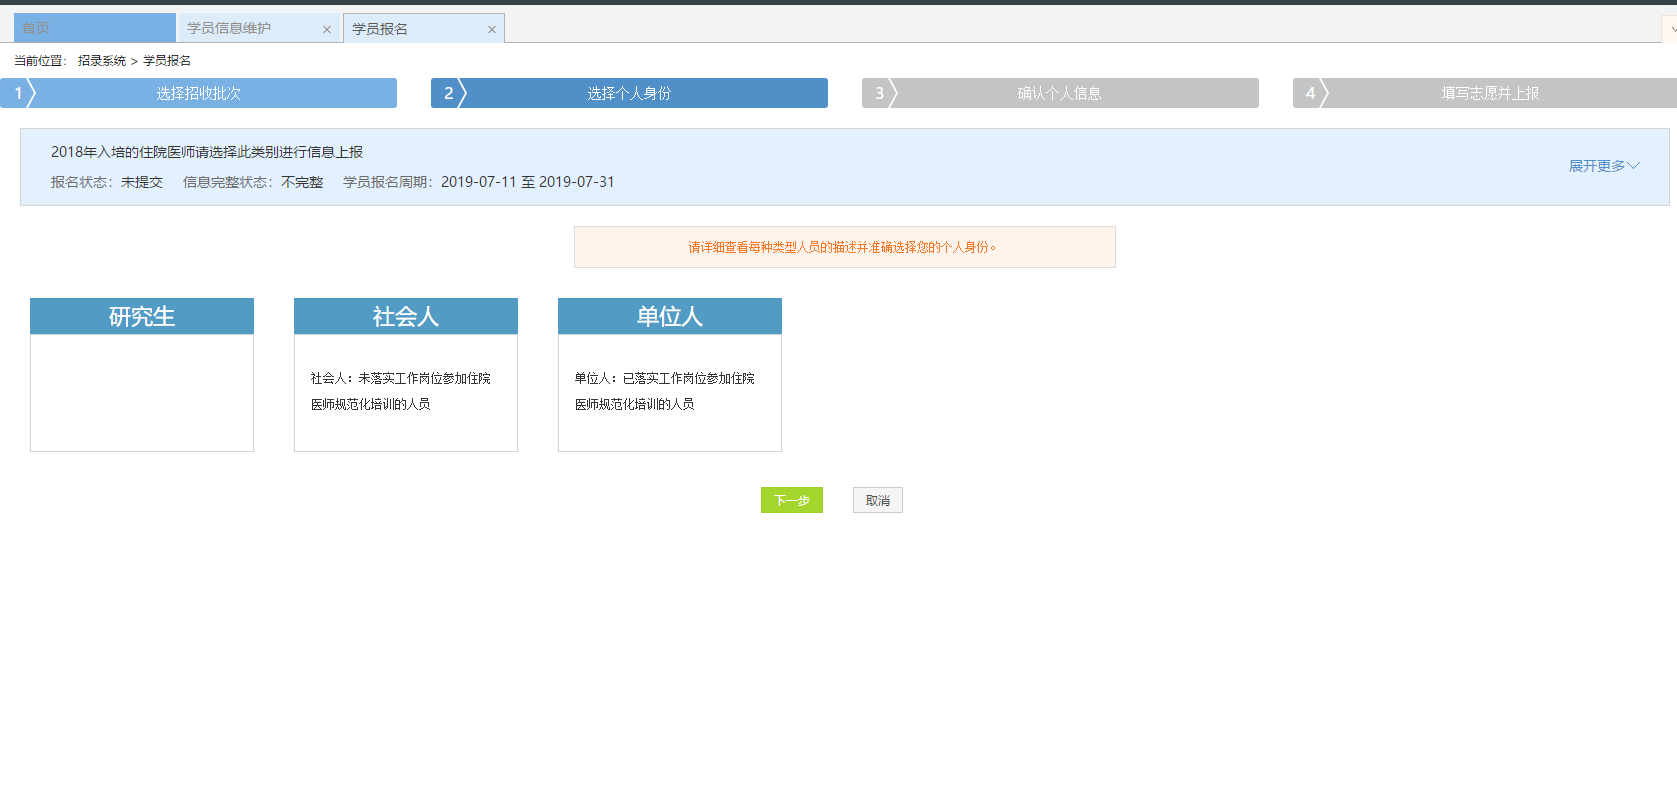 首页
学员信息维护 ×
学员报名 ×
当前位置： 招录系统 > 学员报名
1 选择招收批次
2 选择个人身份
3 确认个人信息
4 填写志愿并上报
2018年入培的住院医师请选择此类别进行信息上报
报名状态：未提交 信息完整状态：不完整 学员报名周期：2019-07-11 至 2019-07-31
展开更多
请详细查看每种类型人员的描述并准确选择您的个人身份。
研究生
社会人
社会人：未落实工作岗位参加住院
医师规范化培训的人员
单位人
单位人：已落实工作岗位参加住院
医师规范化培训的人员
下一步
取消